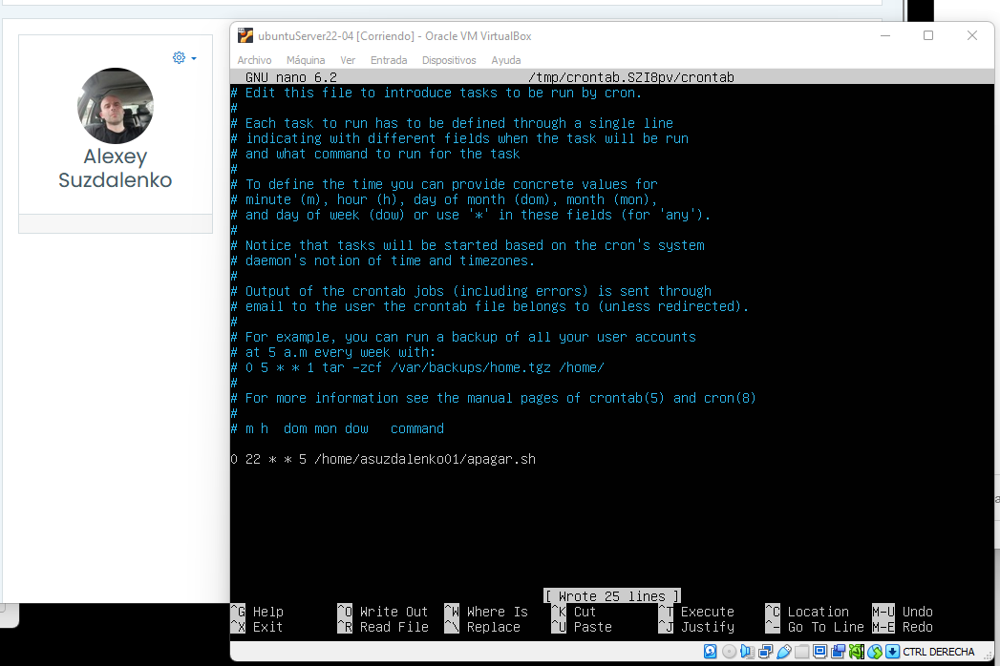 Alexey
Suzdalenko
ubuntuServer22-04 [Corriendo] - Oracle VM VirtualBox
Archivo Máquina Ver Entrada Dispositivos Ayuda
GNU nano 6.2 /tmp/crontab.SZI8pv/crontab
# Edit this file to introduce tasks to be run by cron.
#
# Each task to run has to be defined through a single line
# indicating with different fields when the task will be run
# and what command to run for the task
#
# To define the time you can provide concrete values for
# minute (m), hour (h), day of month (dom), month (mon),
# and day of week (dow) or use '*' in these fields (for 'any').
#
# Notice that tasks will be started based on the cron's system
# daemon's notion of time and timezones.
#
# Output of the crontab jobs (including errors) is sent through
# email to the user the crontab file belongs to (unless redirected).
#
# For example, you can run a backup of all your user accounts
# at 5 a.m every week with:
# 0 5 * * 1 tar -zcf /var/backups/home.tgz /home/
#
# For more information see the manual pages of crontab(5) and cron(8)
#
# m h  dom mon dow   command
0 22 * * 5 /home/asuzdalenko01/apagar.sh
[ Wrote 25 lines ]
^G Help ^O Write Out ^W Where Is ^K Cut ^T Execute ^C Location M-U Undo
^X Exit ^R Read File ^\ Replace ^U Paste ^J Justify ^- Go To Line M-E Redo
CTRL DERECHA